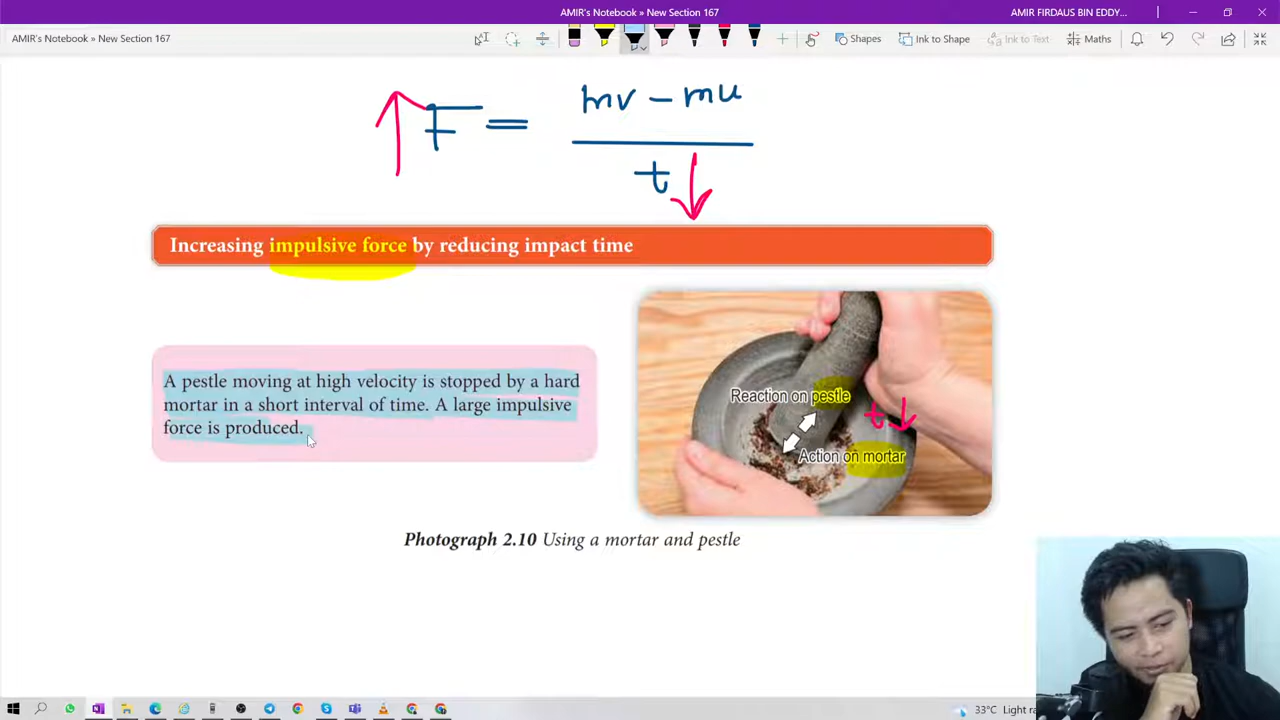 AMIR's Notebook » New Section 167
AMIR FIRDAUS BIN EDDY...
AMIR's Notebook » New Section 167
Shapes
Ink to Shape
Ink to Text
Maths
F = mv - mu
t
Increasing impulsive force by reducing impact time
A pestle moving at high velocity is stopped by a hard
mortar in a short interval of time. A large impulsive
force is produced.
Reaction on pestle
t
Action on mortar
Photograph 2.10 Using a mortar and pestle
33°C Light ra